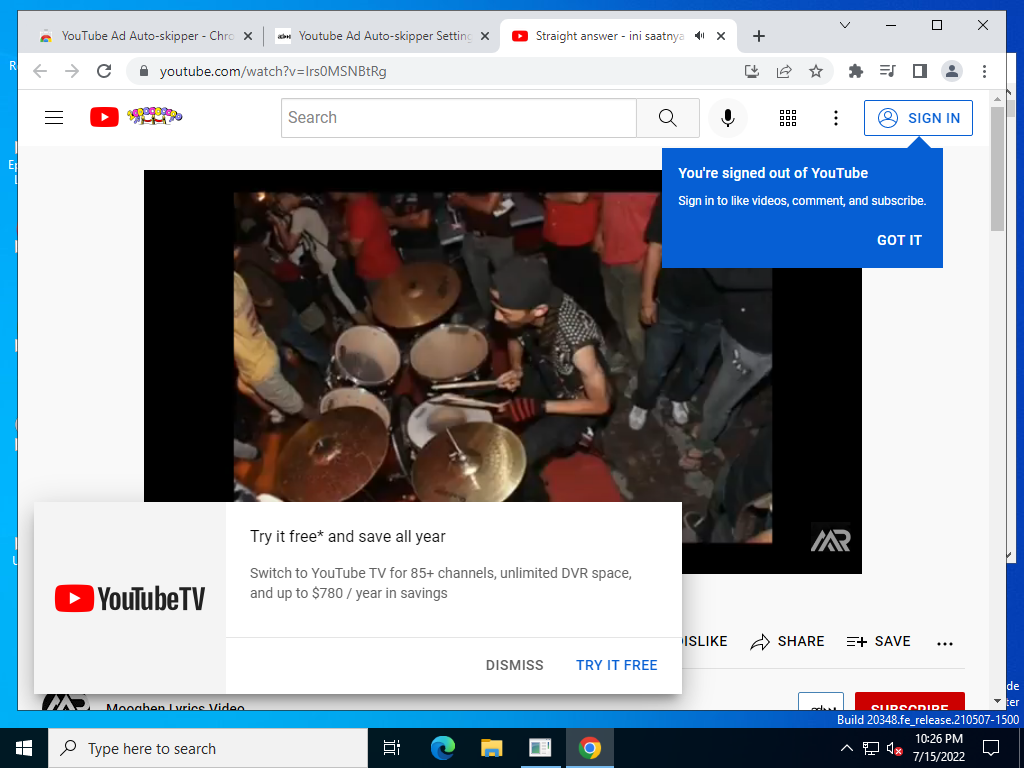 YouTube Ad Auto-skipper - Chro
Youtube Ad Auto-skipper Setting
Straight answer - ini saatnya
youtube.com/watch?v=Irs0MSNBtRg
Search
SIGN IN
You're signed out of YouTube
Sign in to like videos, comment, and subscribe.
GOT IT
MR
Try it free* and save all year
Switch to YouTube TV for 85+ channels, unlimited DVR space,
and up to $780 / year in savings
YouTubeTV
DISMISS
TRY IT FREE
DISLIKE
SHARE
SAVE
Mooghen Lyrics Video
SUBSCRIBE
Build 20348.fe_release.210507-1500
Type here to search
10:26 PM
7/15/2022